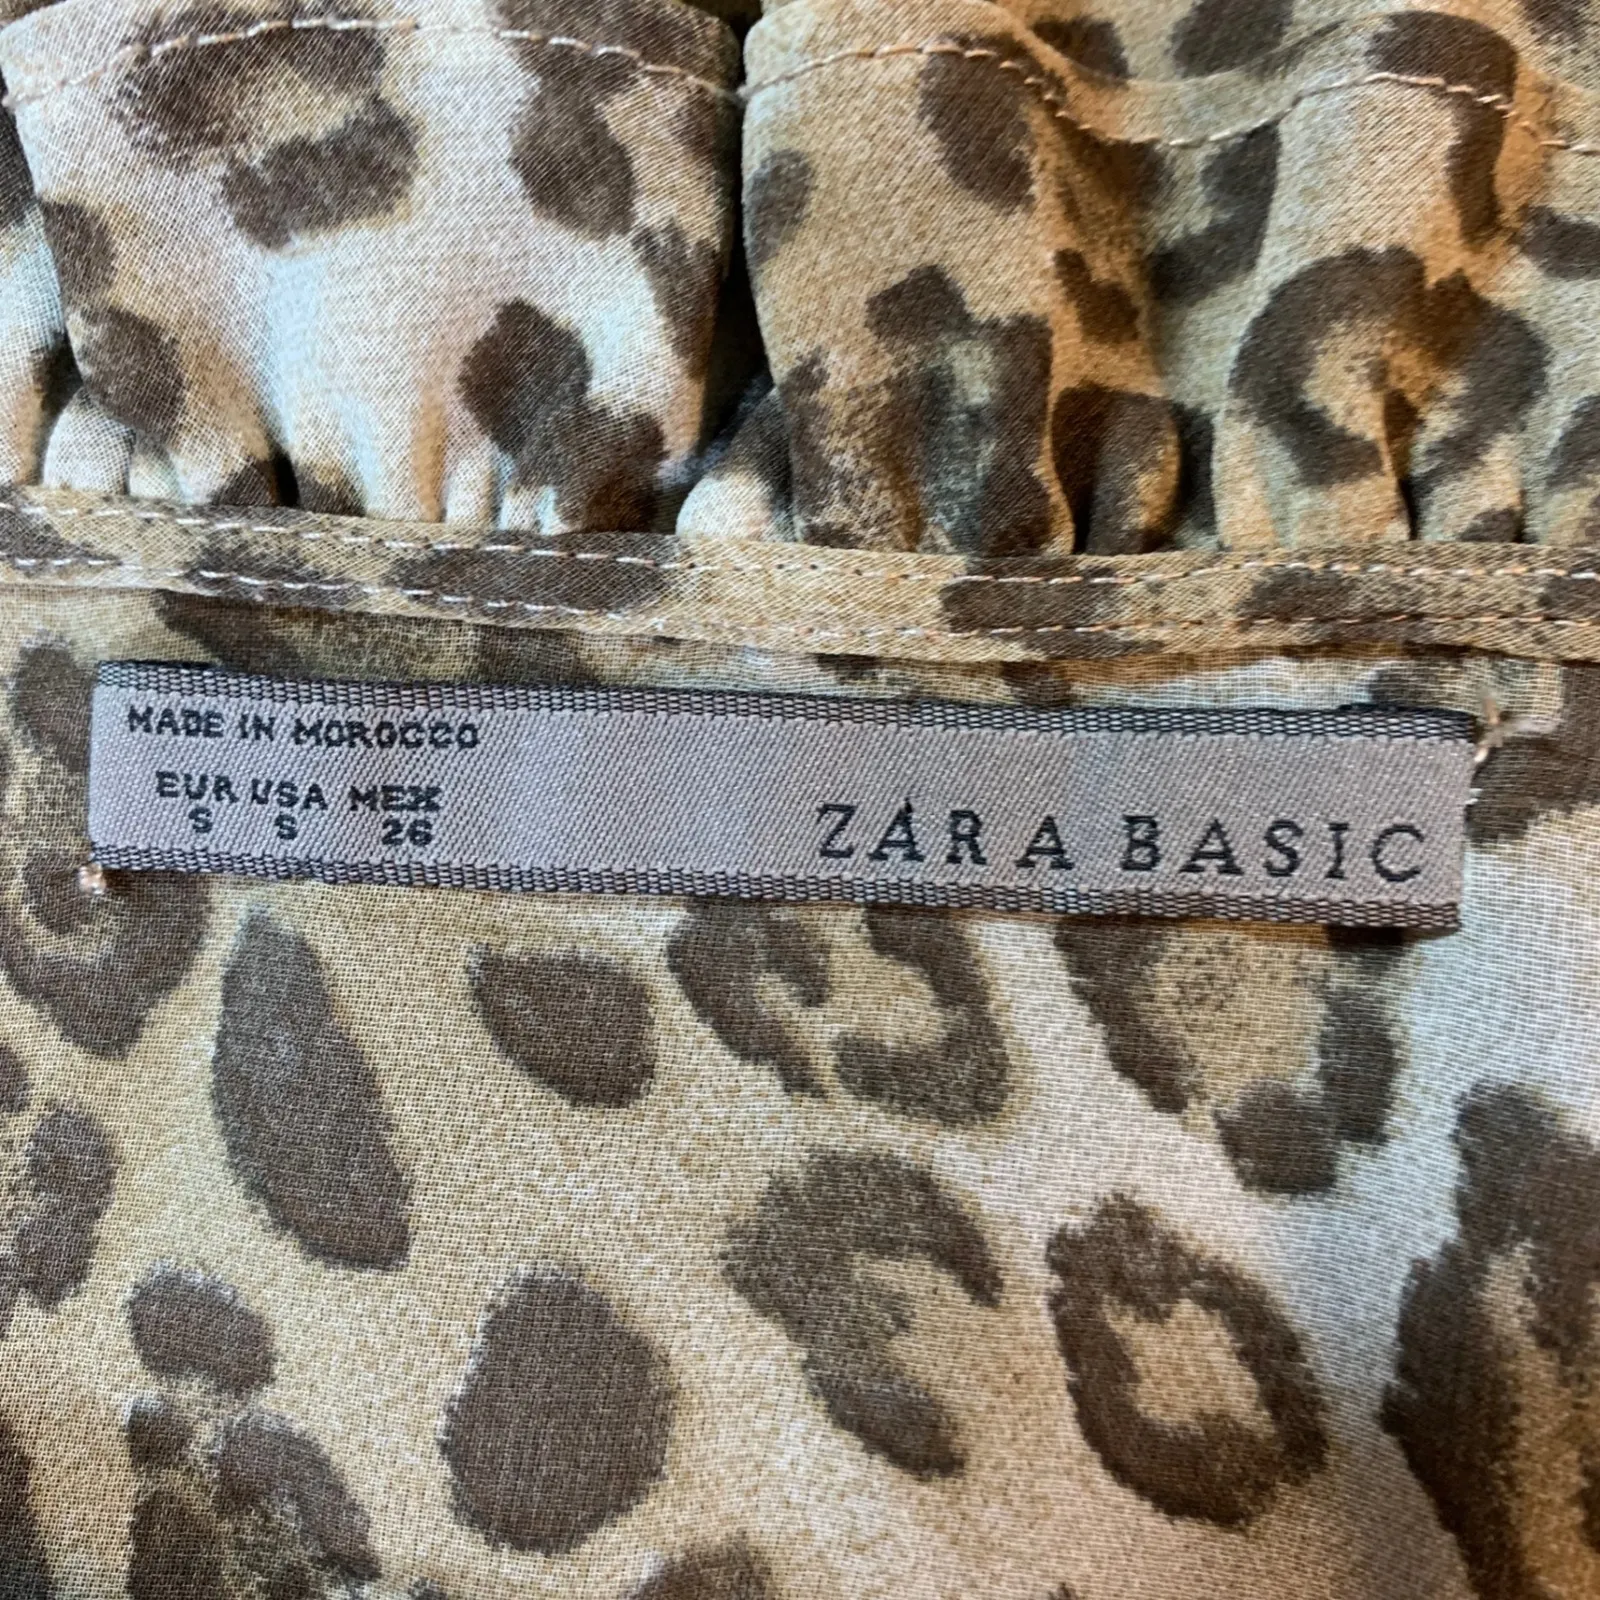 MADE IN MOROCCO
EUR USA MEX
S S 26
ZARA BASIC